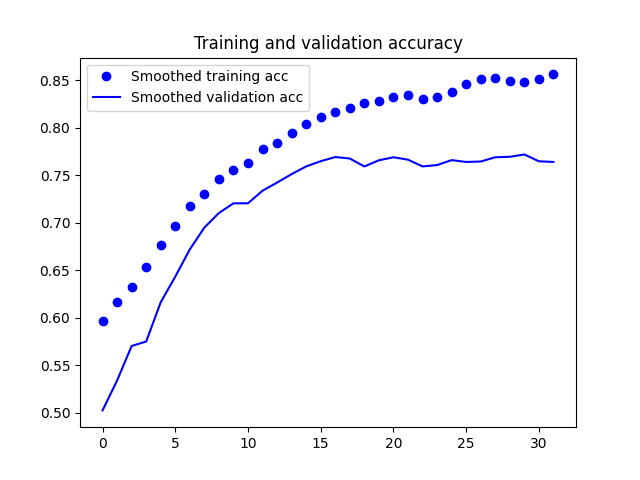 Training and validation accuracy
Smoothed training acc
Smoothed validation acc
0.85
0.80
0.75
0.70
0.65
0.60
0.55
0.50
0 5 10 15 20 25 30